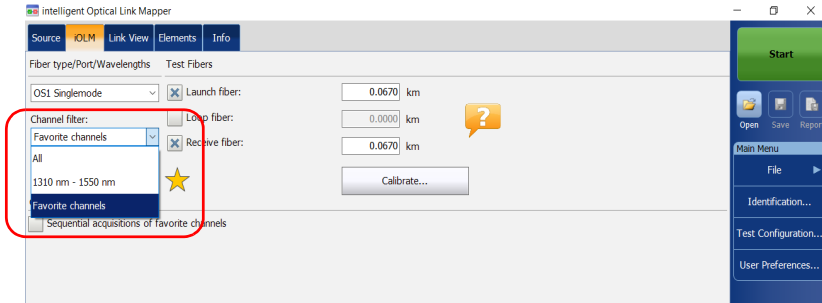 intelligent Optical Link Mapper
Source iOLM Link View Elements Info
Fiber type/Port/Wavelengths Test Fibers
Start
OS1 Singlemode Launch fiber: 0.0670 km
Channel filter: Loop fiber: 0.0000 km
?
Open Save Repor
Favorite channels Receive fiber: 0.0670 km
Main Menu
All
File
1310 nm - 1550 nm Calibrate...
Favorite channels
Identification...
Sequential acquisitions of favorite channels
Test Configuration...
User Preferences...